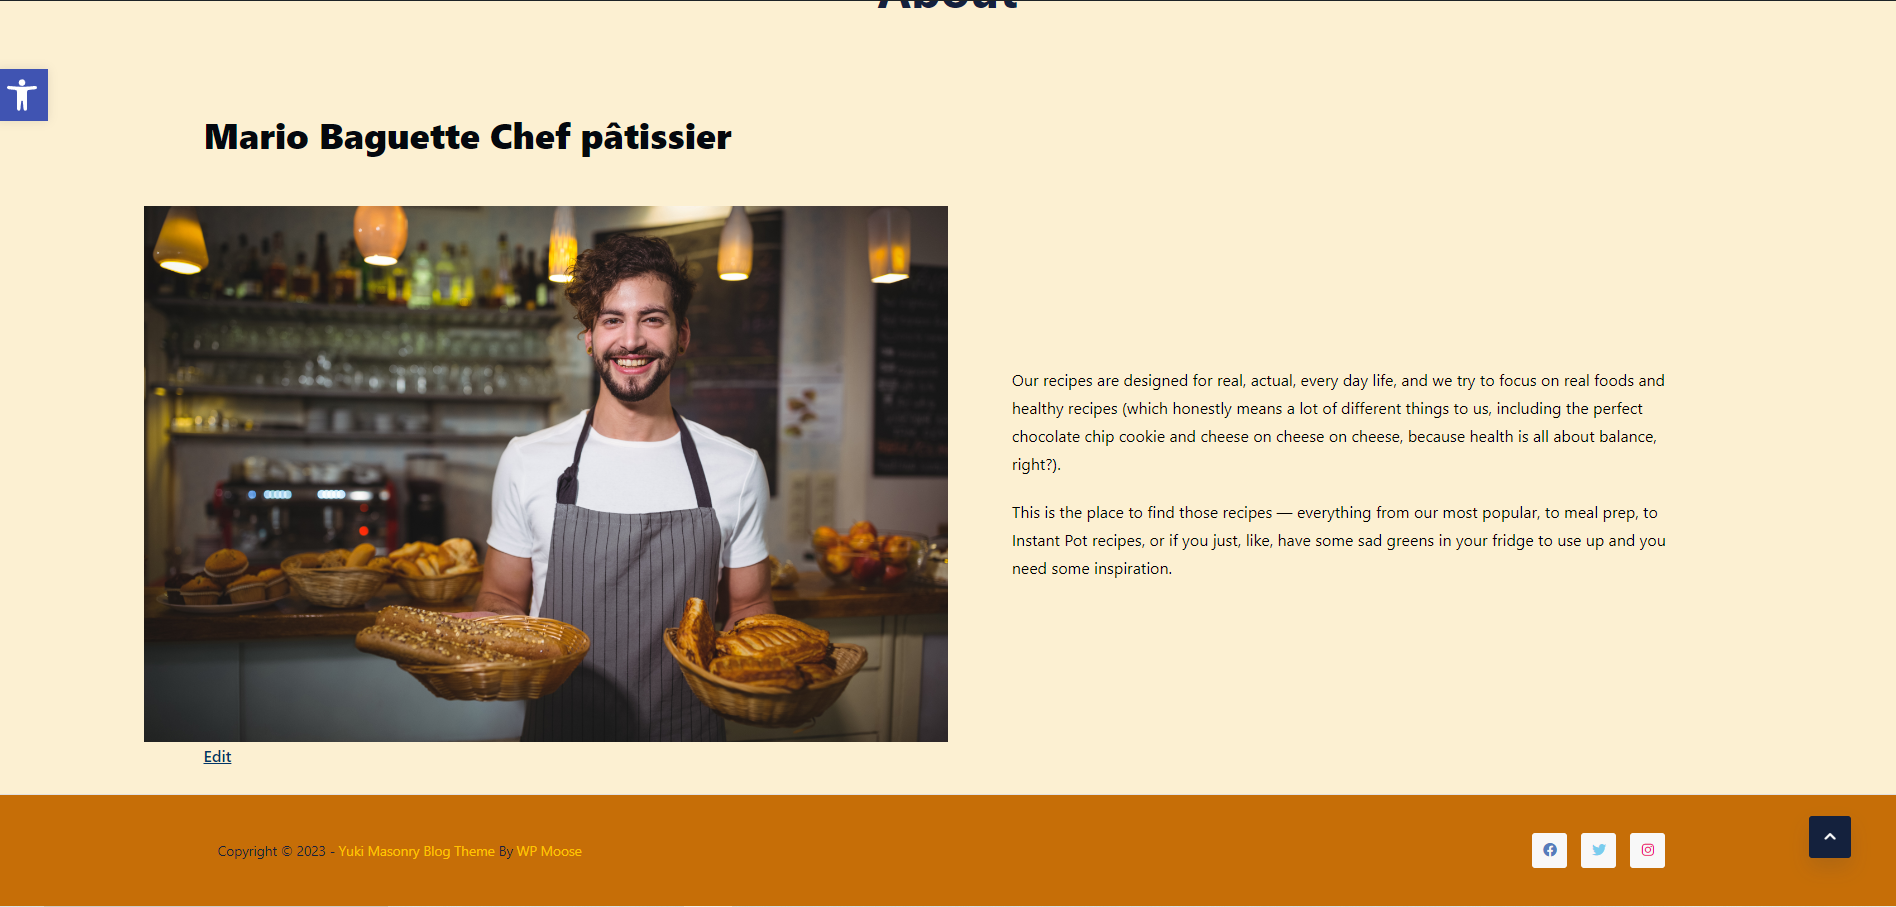 About
Mario Baguette Chef pâtissier
Our recipes are designed for real, actual, every day life, and we try to focus on real foods and
healthy recipes (which honestly means a lot of different things to us, including the perfect
chocolate chip cookie and cheese on cheese on cheese, because health is all about balance,
right?).
This is the place to find those recipes — everything from our most popular, to meal prep, to
Instant Pot recipes, or if you just, like, have some sad greens in your fridge to use up and you
need some inspiration.
Edit
Copyright © 2023 - Yuki Masonry Blog Theme By WP Moose